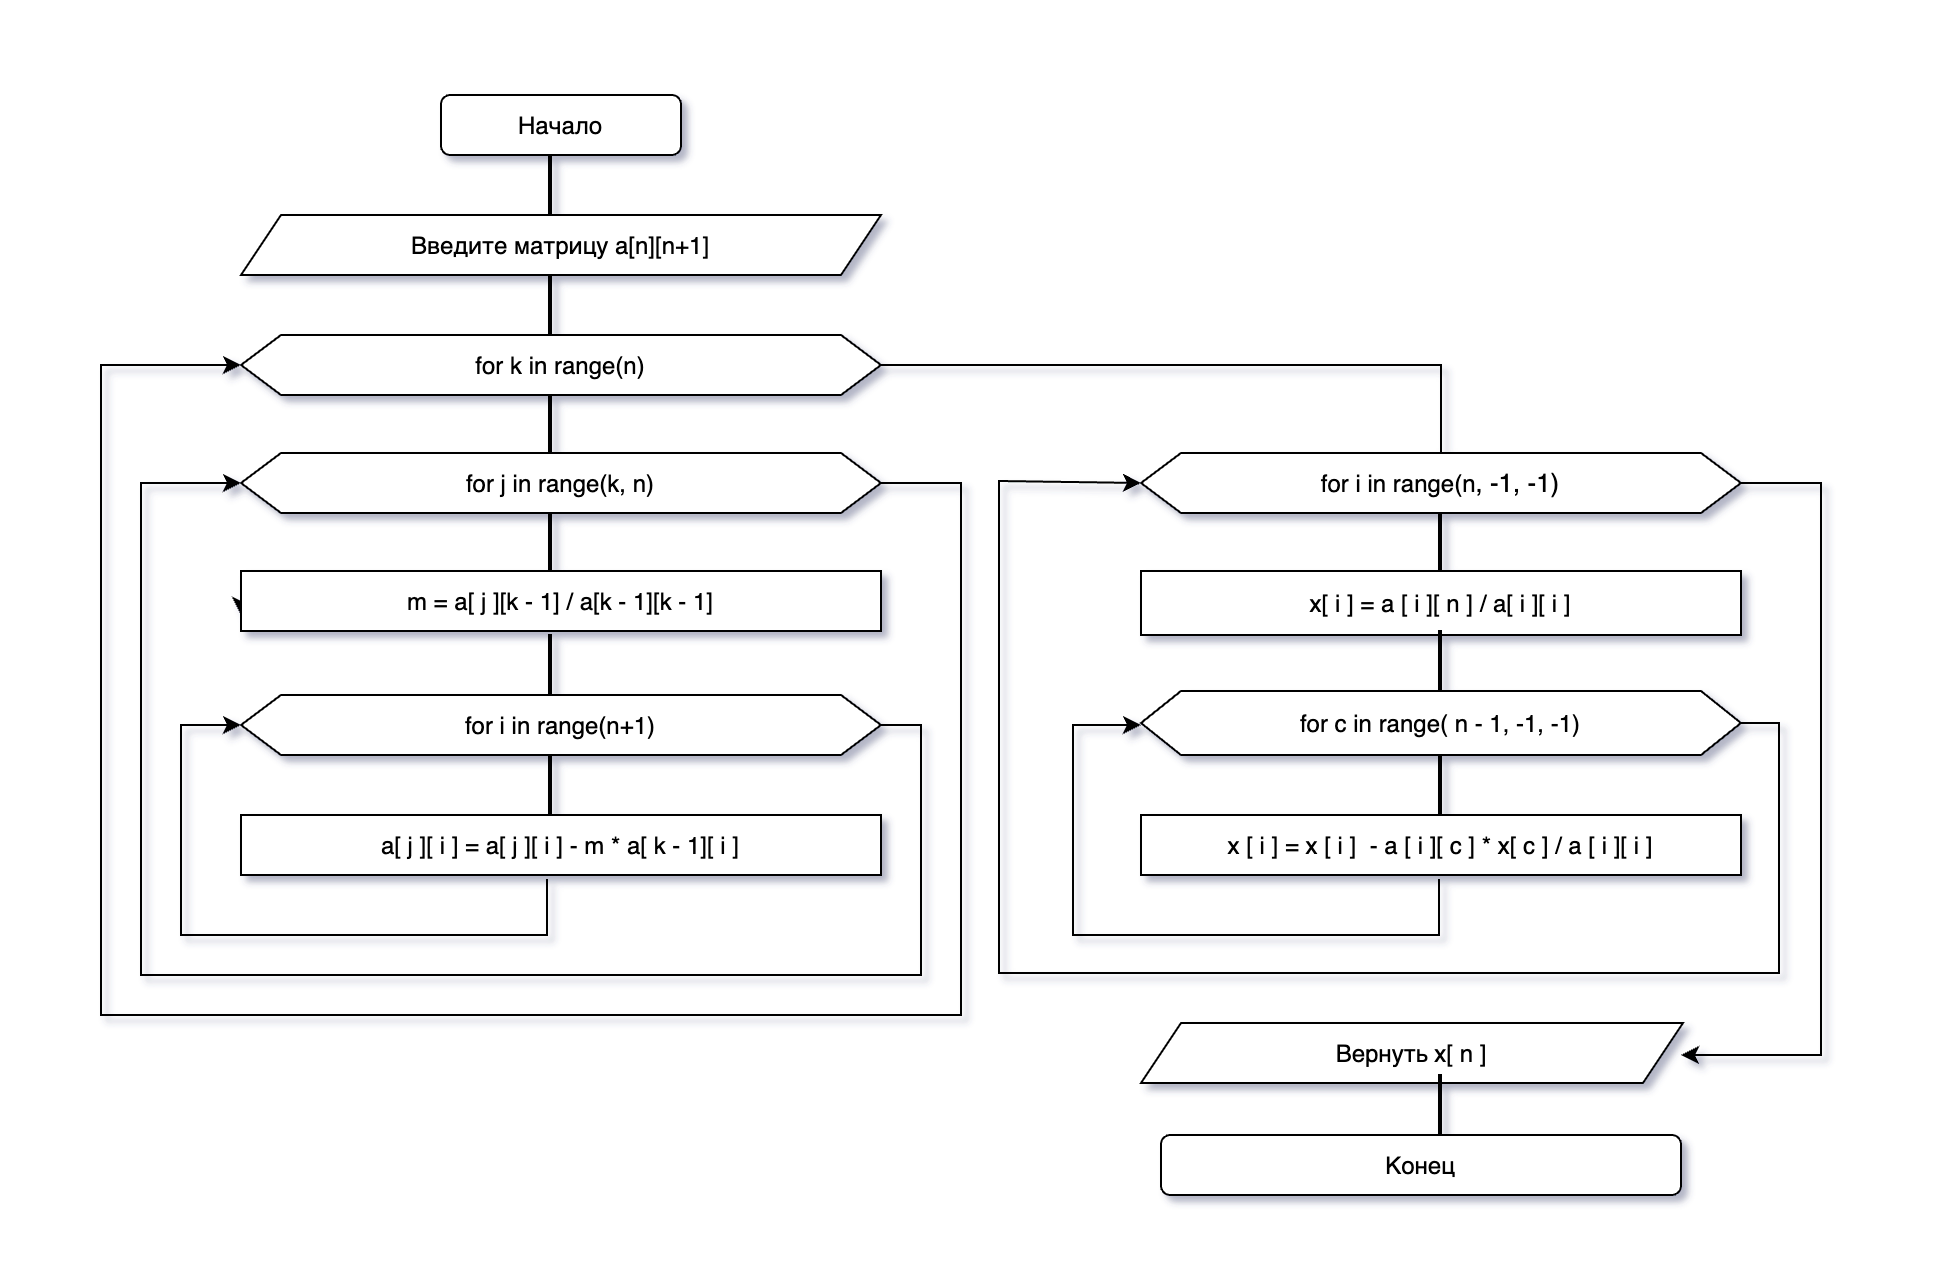 Начало
Введите матрицу a[n][n+1]
for k in range(n)
for j in range(k, n)
m = a[ j ][k - 1] / a[k - 1][k - 1]
for i in range(n+1)
a[ j ][ i ] = a[ j ][ i ] - m * a[ k - 1][ i ]
for i in range(n, -1, -1)
x[ i ] = a [ i ][ n ] / a[ i ][ i ]
for c in range( n - 1, -1, -1)
x [ i ] = x [ i ]  - a [ i ][ c ] * x[ c ] / a [ i ][ i ]
Вернуть x[ n ]
Конец